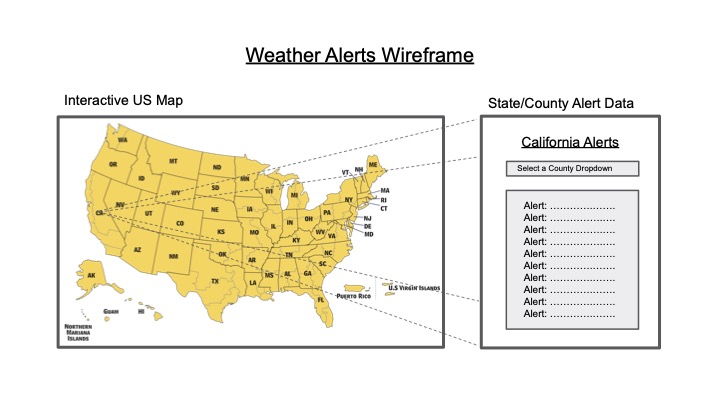 Weather Alerts Wireframe
Interactive US Map
State/County Alert Data
WA
OR
ID
MT
ND
MN
WI
MI
VT
NH
ME
NY
MA
RI
CT
NJ
DE
MD
PA
SD
WY
NV
CA
UT
CO
NE
IA
IL
IN
OH
WV
VA
KY
KS
MO
AZ
NM
OK
AR
TN
NC
SC
MS
AL
GA
TX
LA
FL
AK
HI
Guam
Northern
Mariana
Islands
Puerto Rico
U.S Virgin Islands
California Alerts
Select a County Dropdown
Alert: ......................
Alert: ......................
Alert: ......................
Alert: ......................
Alert: ......................
Alert: ......................
Alert: ......................
Alert: ......................
Alert: ......................
Alert: ......................